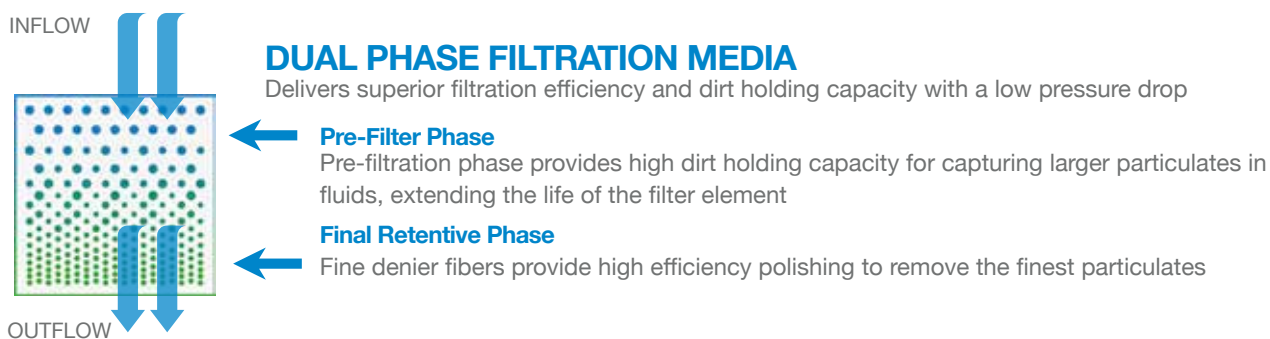 INFLOW
DUAL PHASE FILTRATION MEDIA
Delivers superior filtration efficiency and dirt holding capacity with a low pressure drop
Pre-Filter Phase
Pre-filtration phase provides high dirt holding capacity for capturing larger particulates in
fluids, extending the life of the filter element
Final Retentive Phase
Fine denier fibers provide high efficiency polishing to remove the finest particulates
OUTFLOW